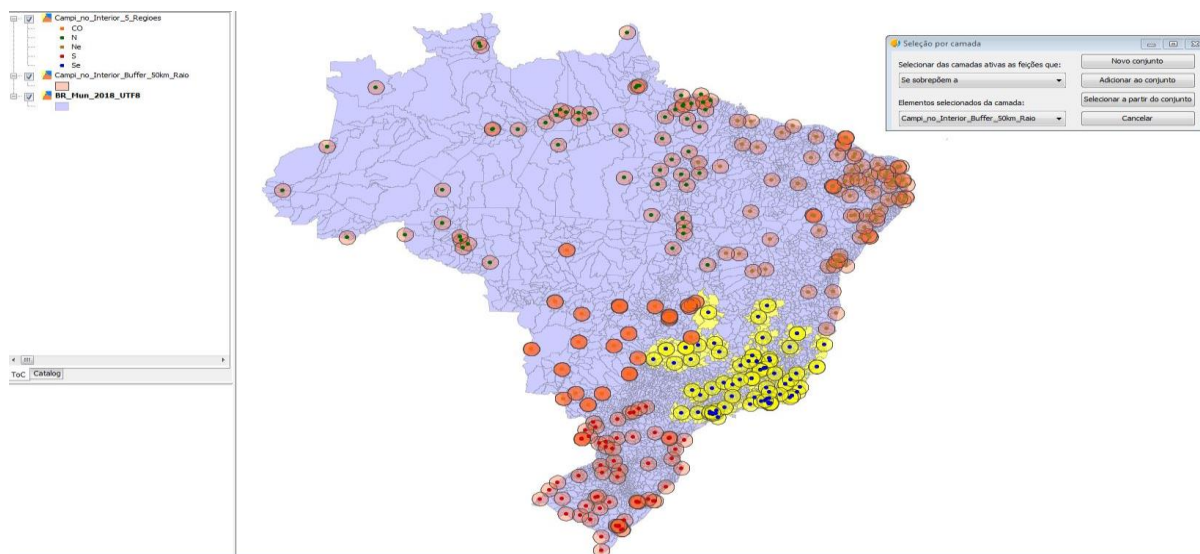 Campi_no_Interior_5_Regioes
CO
N
Ne
S
Se
Campi_no_Interior_Buffer_50km_Raio
BR_Mun_2018_UTF8
ToC Catalog
Seleção por camada
Selecionar das camadas ativas as feições que:
Se sobrepõem a
Elementos selecionados da camada:
Campi_no_Interior_Buffer_50km_Raio
Novo conjunto
Adicionar ao conjunto
Selecionar a partir do conjunto
Cancelar